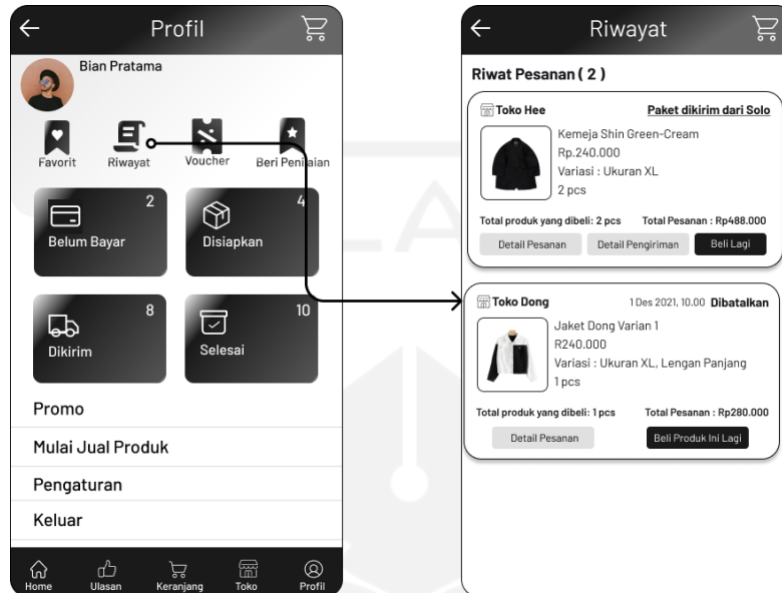 Profil
Bian Pratama
Favorit Riwayat Voucher Beri Penilaian
2 4
Belum Bayar Disiapkan
8 10
Dikirim Selesai
Promo
Mulai Jual Produk
Pengaturan
Keluar
Home Ulasan Keranjang Toko Profil
Riwayat
Riwat Pesanan ( 2 )
Toko Hee Paket dikirim dari Solo
Kemeja Shin Green-Cream
Rp.240.000
Variasi : Ukuran XL
2 pcs
Total produk yang dibeli: 2 pcs Total Pesanan : Rp488.000
Detail Pesanan Detail Pengiriman Beli Lagi
Toko Dong 1 Des 2021, 10.00 Dibatalkan
Jaket Dong Varian 1
R240.000
Variasi : Ukuran XL, Lengan Panjang
1 pcs
Total produk yang dibeli: 1 pcs Total Pesanan : Rp280.000
Detail Pesanan Beli Produk Ini Lagi